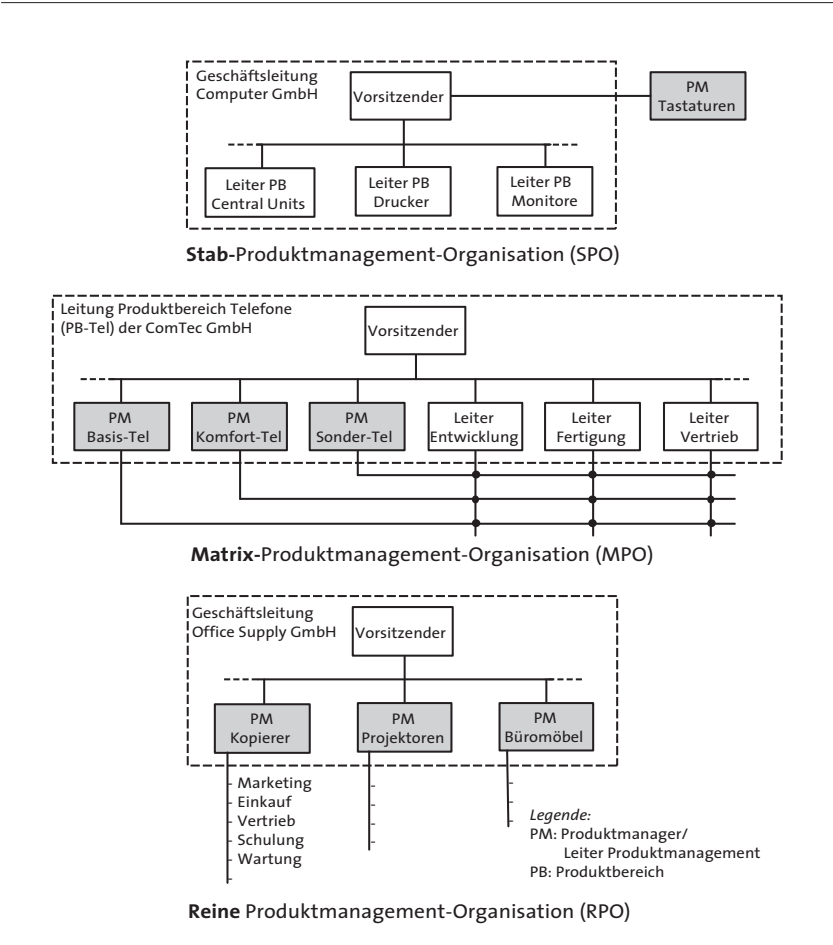 Geschäftsleitung
Computer GmbH
Vorsitzender
PM
Tastaturen
Leiter PB
Central Units
Leiter PB
Drucker
Leiter PB
Monitore
Stab-Produktmanagement-Organisation (SPO)
Leitung Produktbereich Telefone
(PB-Tel) der ComTec GmbH
Vorsitzender
PM
Basis-Tel
PM
Komfort-Tel
PM
Sonder-Tel
Leiter
Entwicklung
Leiter
Fertigung
Leiter
Vertrieb
Matrix-Produktmanagement-Organisation (MPO)
Geschäftsleitung
Office Supply GmbH
Vorsitzender
PM
Kopierer
PM
Projektoren
PM
Büromöbel
Marketing
Einkauf
Vertrieb
Schulung
Wartung
Legende:
PM: Produktmanager/
Leiter Produktmanagement
PB: Produktbereich
Reine Produktmanagement-Organisation (RPO)